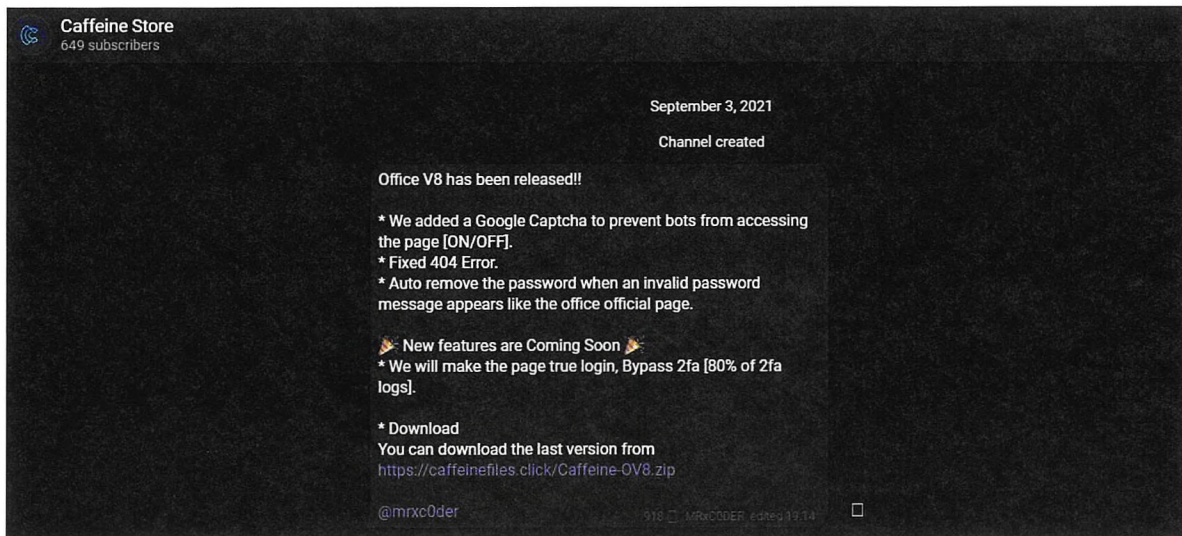 Caffeine Store
649 subscribers
September 3, 2021
Channel created
Office V8 has been released!!
* We added a Google Captcha to prevent bots from accessing
the page [ON/OFF].
* Fixed 404 Error.
* Auto remove the password when an invalid password
message appears like the office official page.
🎉 New features are Coming Soon 🎉
* We will make the page true login, Bypass 2fa [80% of 2fa
logs].
* Download
You can download the last version from
https://caffeinefiles.click/Caffeine-OV8.zip
@mrxc0der
918 MRxC0DER edited 19:14